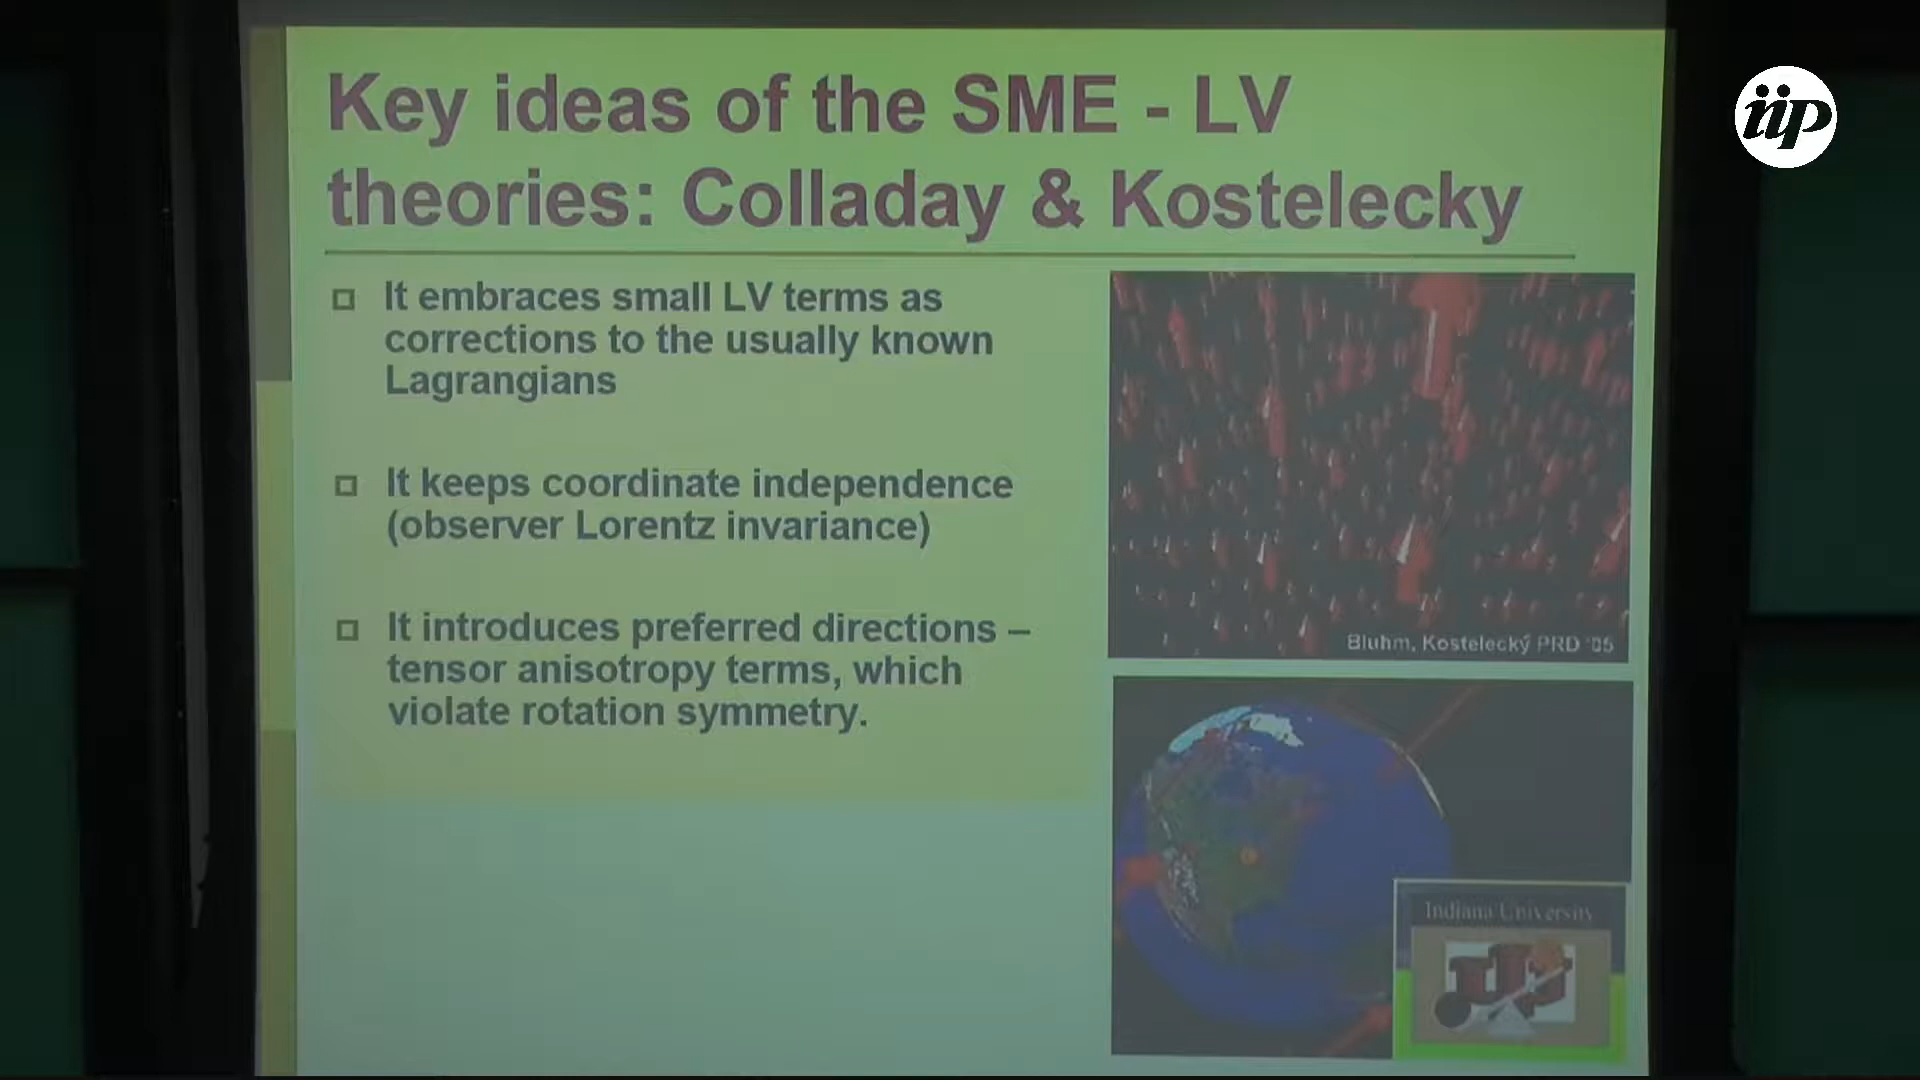 Key ideas of the SME - LV
theories: Colladay & Kostelecky
It embraces small LV terms as
corrections to the usually known
Lagrangians
It keeps coordinate independence
(observer Lorentz invariance)
It introduces preferred directions –
tensor anisotropy terms, which
violate rotation symmetry.
Bluhm, Kostelecký PRD '05
Indiana University
iip